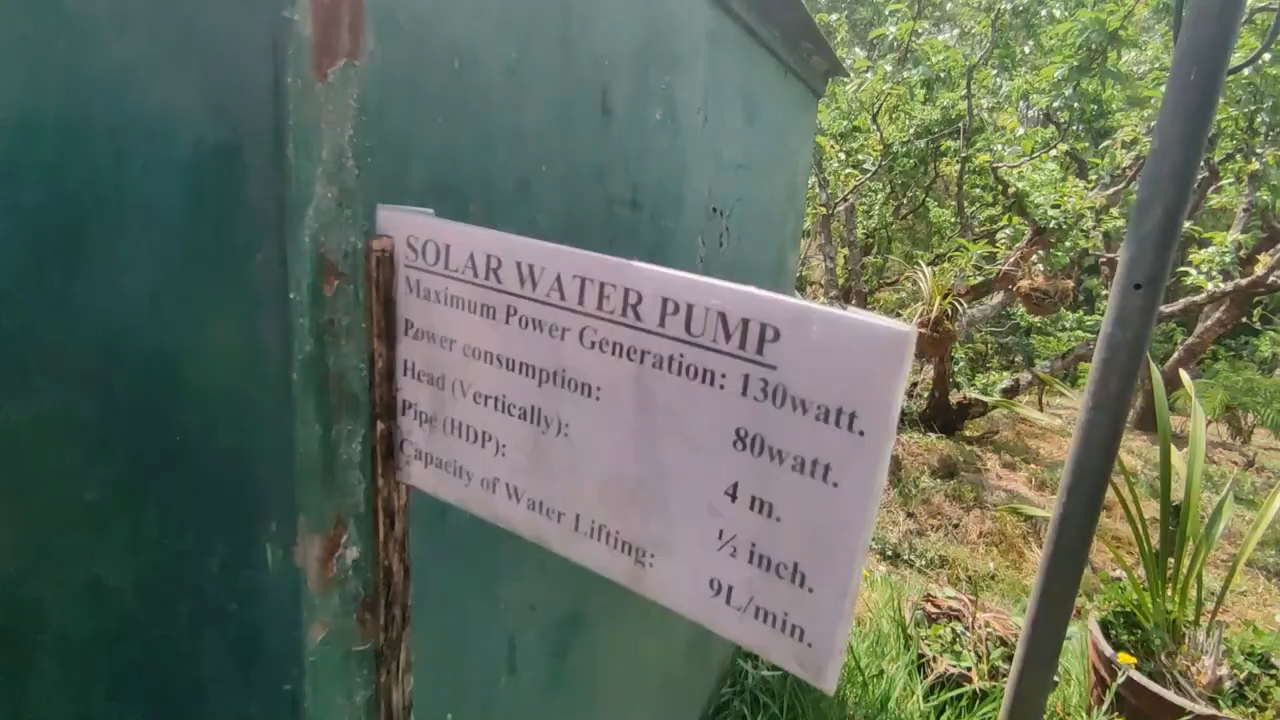 SOLAR WATER PUMP
Maximum Power Generation: 130watt.
Power consumption: 80watt.
Head (Vertically): 4 m.
Pipe (HDP): ½ inch.
Capacity of Water Lifting: 9L/min.